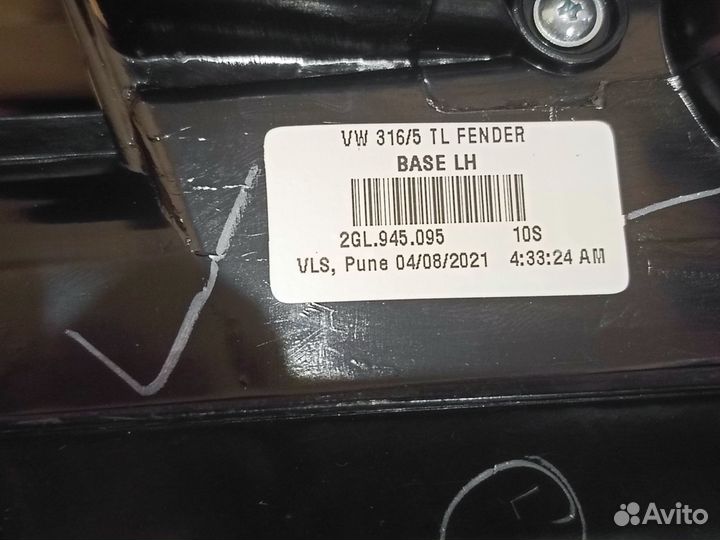 VW 316/5 TL FENDER
BASE LH
2GL.945.095 10S
VLS, Pune 04/08/2021 4:33:24 AM
Avito